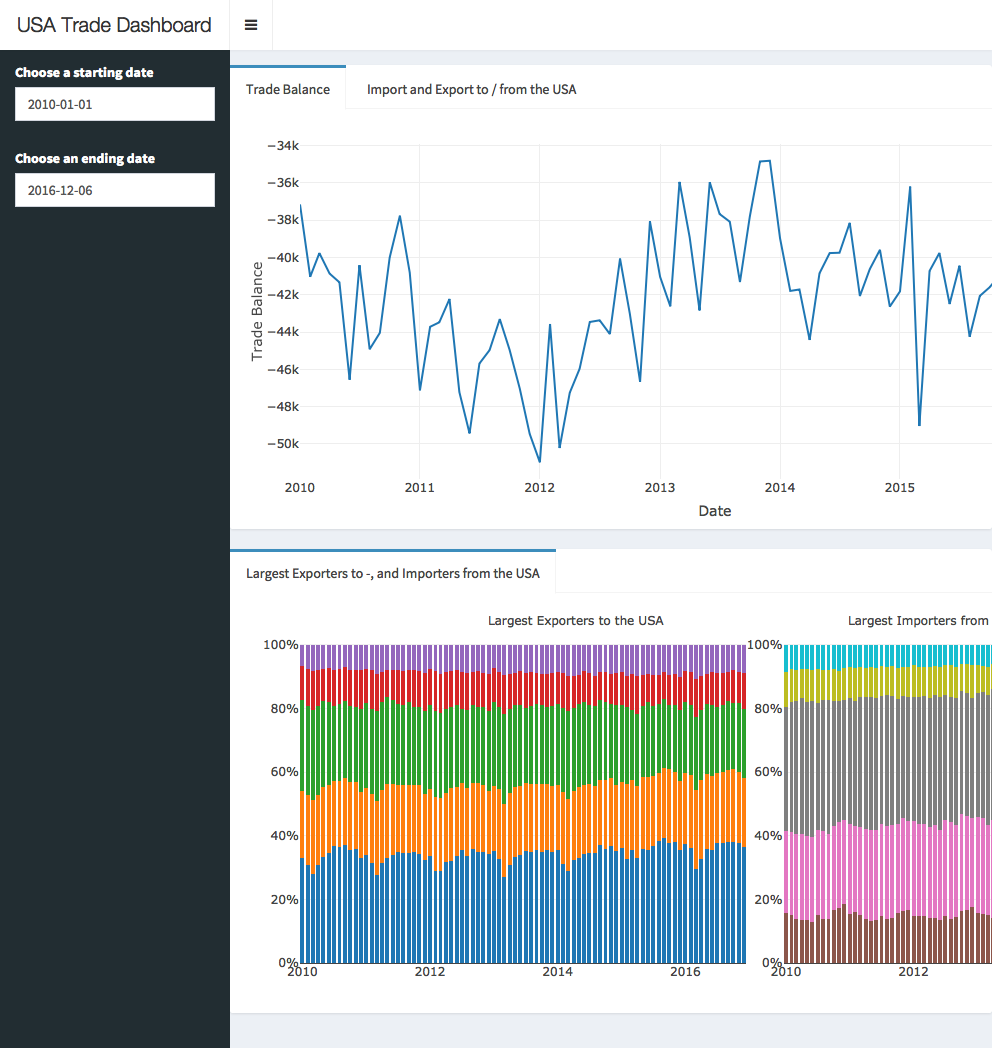 USA Trade Dashboard
Choose a starting date
2010-01-01
Choose an ending date
2016-12-06
Trade Balance
Import and Export to / from the USA
−34k
−36k
−38k
−40k
−42k
−44k
−46k
−48k
−50k
Trade Balance
2010 2011 2012 2013 2014 2015
Date
Largest Exporters to -, and Importers from the USA
Largest Exporters to the USA
100%
80%
60%
40%
20%
0%
2010 2012 2014 2016
Largest Importers from
100%
80%
60%
40%
20%
0%
2010 2012